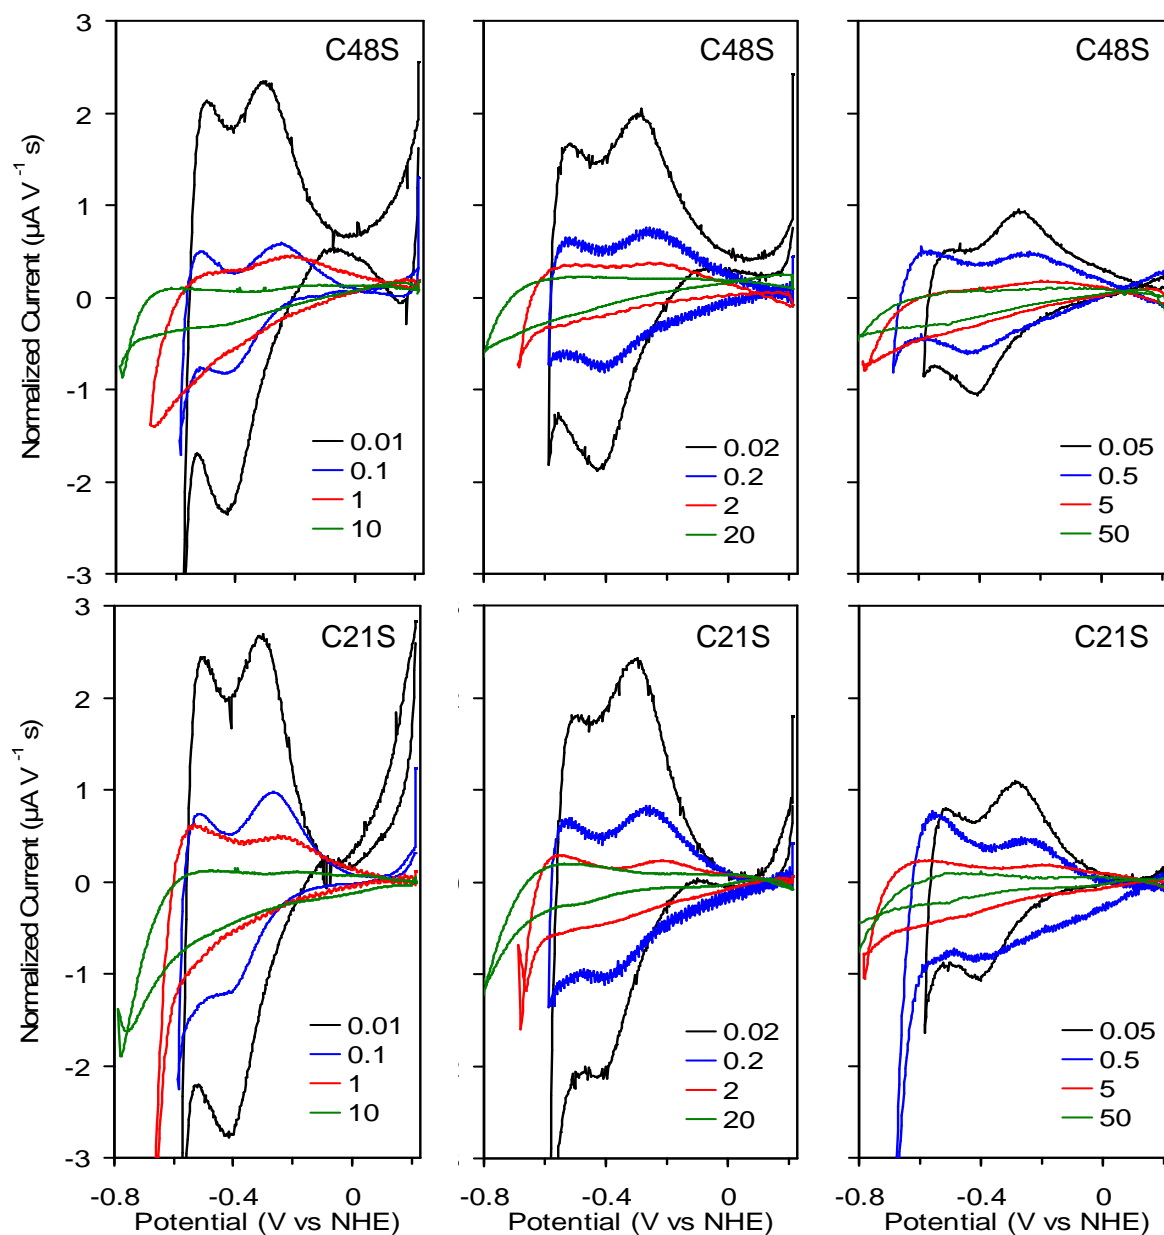 C48S
C48S
C48S
Normalized Current (µA V⁻¹ s)
3
2
1
0
-1
-2
-3
0.01
0.1
1
10
0.02
0.2
2
20
0.05
0.5
5
50
C21S
C21S
C21S
Normalized Current (µA V⁻¹ s)
3
2
1
0
-1
-2
-3
0.01
0.1
1
10
0.02
0.2
2
20
0.05
0.5
5
50
-0.8 -0.4 0
-0.8 -0.4 0
-0.8 -0.4 0
Potential (V vs NHE)
Potential (V vs NHE)
Potential (V vs NHE)